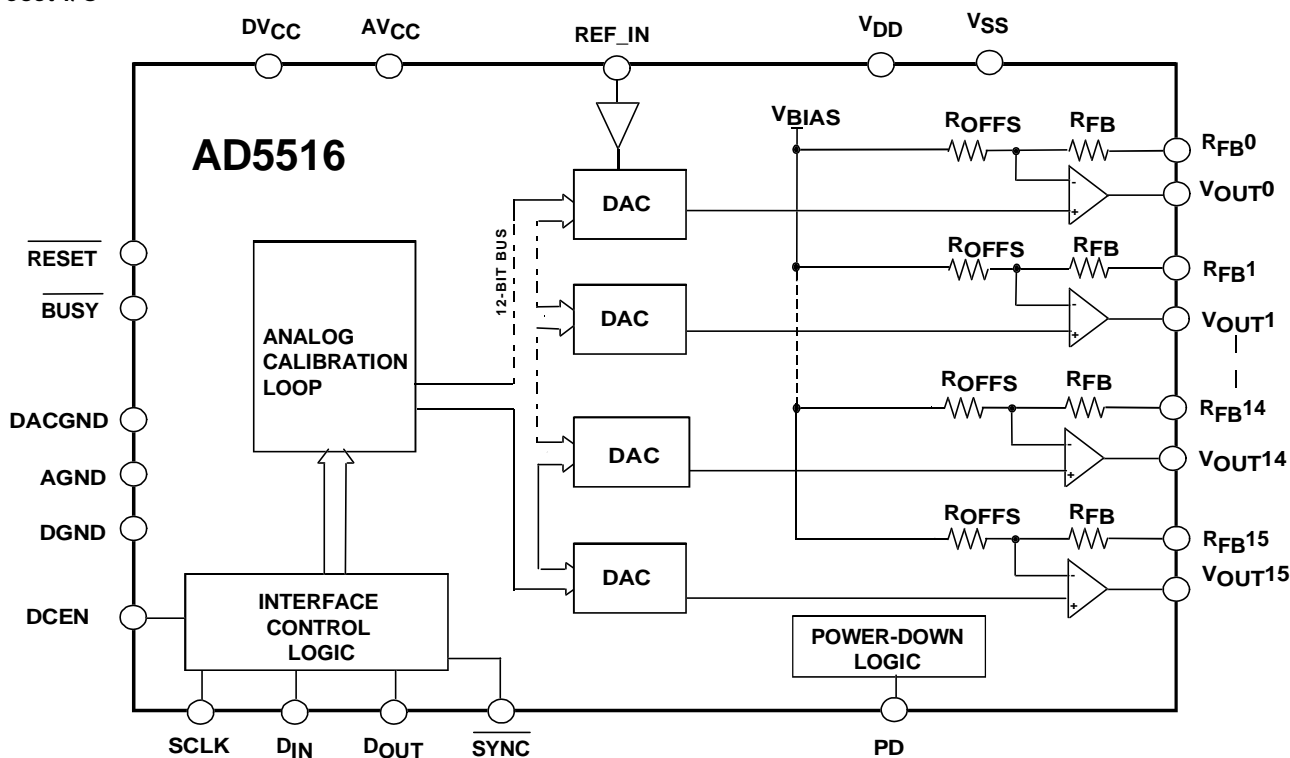 DVCC
AVCC
REF_IN
VDD
VSS
AD5516
VBIAS
ROFFS
RFB
RFB0
DAC
-
+
VOUT0
RESET
BUSY
12-BIT BUS
ROFFS
RFB
RFB1
DAC
-
+
VOUT1
ANALOG
CALIBRATION
LOOP
ROFFS
RFB
RFB14
DACGND
DAC
-
+
VOUT14
AGND
DGND
ROFFS
RFB
RFB15
DAC
-
+
VOUT15
DCEN
INTERFACE
CONTROL
LOGIC
POWER-DOWN
LOGIC
SCLK
DIN
DOUT
SYNC
PD